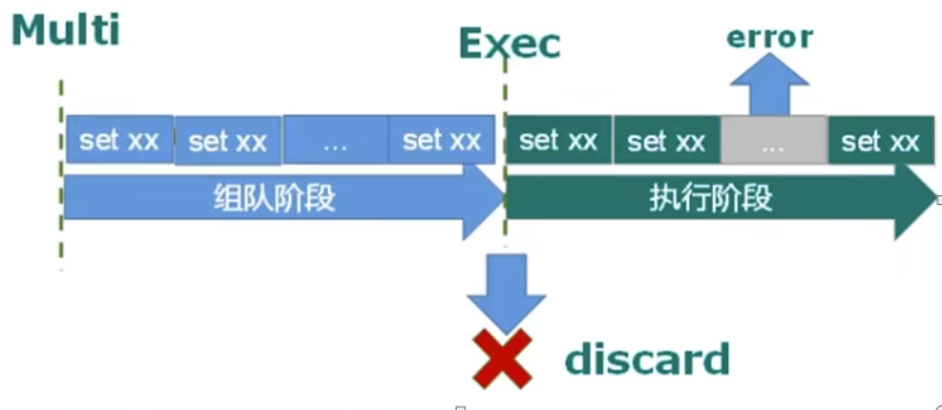 Multi
Exec
error
set xx set xx ... set xx set xx set xx ... set xx
组队阶段 执行阶段
discard